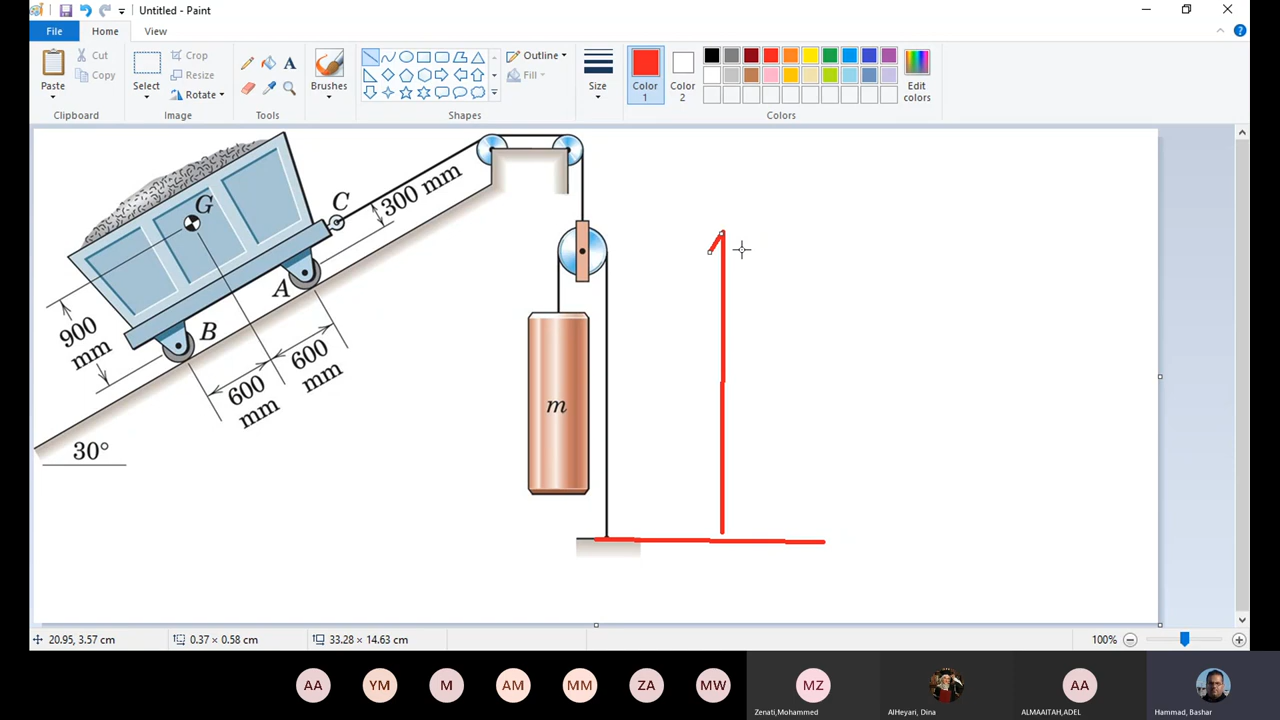 Untitled - Paint
File
Home
View
Paste
Cut
Copy
Clipboard
Select
Crop
Resize
Rotate
Image
A
Tools
Brushes
Outline
Fill
Shapes
Size
Color
1
Color
2
Edit
colors
Colors
G
C
300 mm
A
B
900
mm
600
mm
600
mm
30°
m
20.95, 3.57 cm
0.37 × 0.58 cm
33.28 × 14.63 cm
100%
AA
YM
M
AM
MM
ZA
MW
MZ
AA
Zenati,Mohammed
AlHeyari, Dina
ALMAAITAH,ADEL
Hammad, Bashar